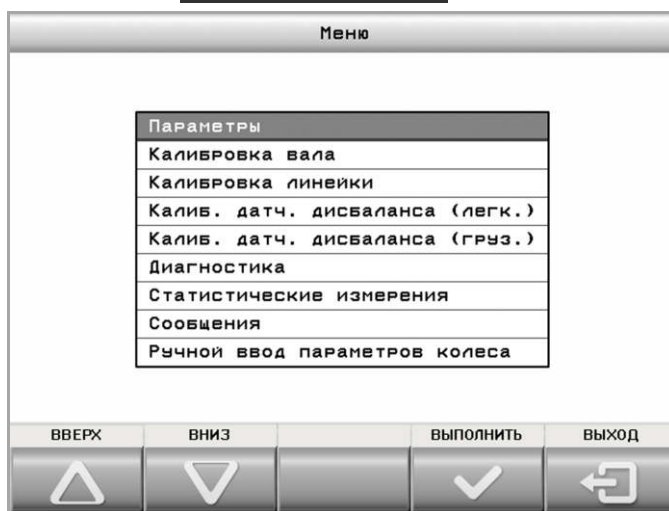 Меню
Параметры
Калибровка вала
Калибровка линейки
Калиб. датч. дисбаланса (легк.)
Калиб. датч. дисбаланса (груз.)
Диагностика
Статистические измерения
Сообщения
Ручной ввод параметров колеса
ВВЕРХ ВНИЗ ВЫПОЛНИТЬ ВЫХОД